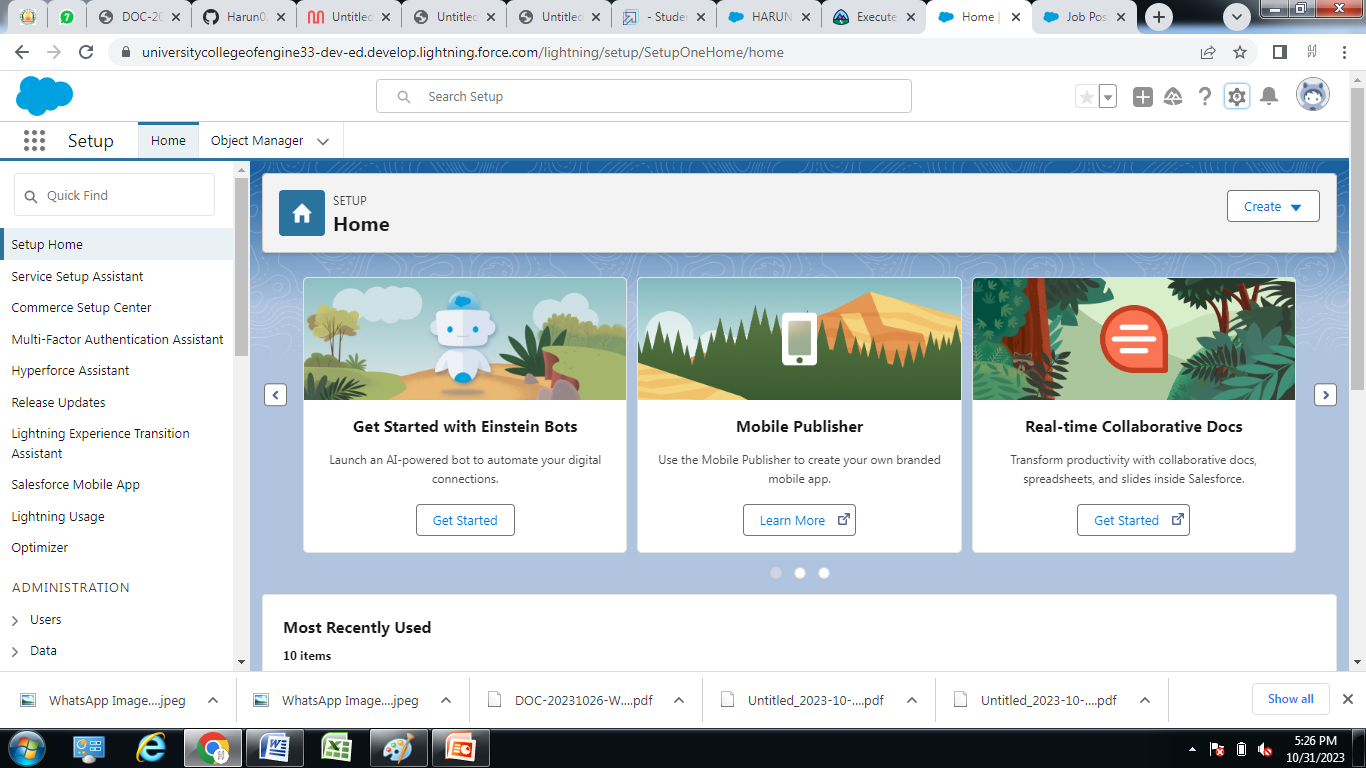 DOC-20
Harun0
Untitled
Untitled
Untitled
- Studen
HARUN
Execute
Home |
Job Pos
universitycollegeofengine33-dev-ed.develop.lightning.force.com/lightning/setup/SetupOneHome/home
Search Setup
Setup
Home
Object Manager
Quick Find
Setup Home
Service Setup Assistant
Commerce Setup Center
Multi-Factor Authentication Assistant
Hyperforce Assistant
Release Updates
Lightning Experience Transition
Assistant
Salesforce Mobile App
Lightning Usage
Optimizer
ADMINISTRATION
Users
Data
SETUP
Home
Create
Get Started with Einstein Bots
Launch an AI-powered bot to automate your digital
connections.
Get Started
Mobile Publisher
Use the Mobile Publisher to create your own branded
mobile app.
Learn More
Real-time Collaborative Docs
Transform productivity with collaborative docs,
spreadsheets, and slides inside Salesforce.
Get Started
Most Recently Used
10 items
WhatsApp Image....jpeg
WhatsApp Image....jpeg
DOC-20231026-W....pdf
Untitled_2023-10-....pdf
Untitled_2023-10-....pdf
Show all
5:26 PM
10/31/2023